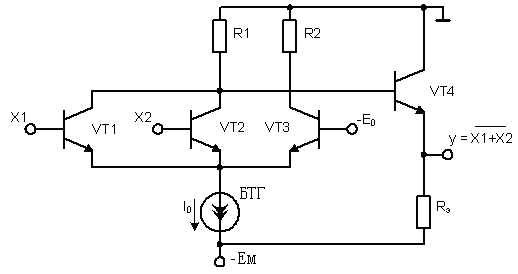 R1
R2
X1
X2
VT1
VT2
VT3
VT4
-E₀
y = X1+X2
I₀
БТГ
Rэ
-Eм